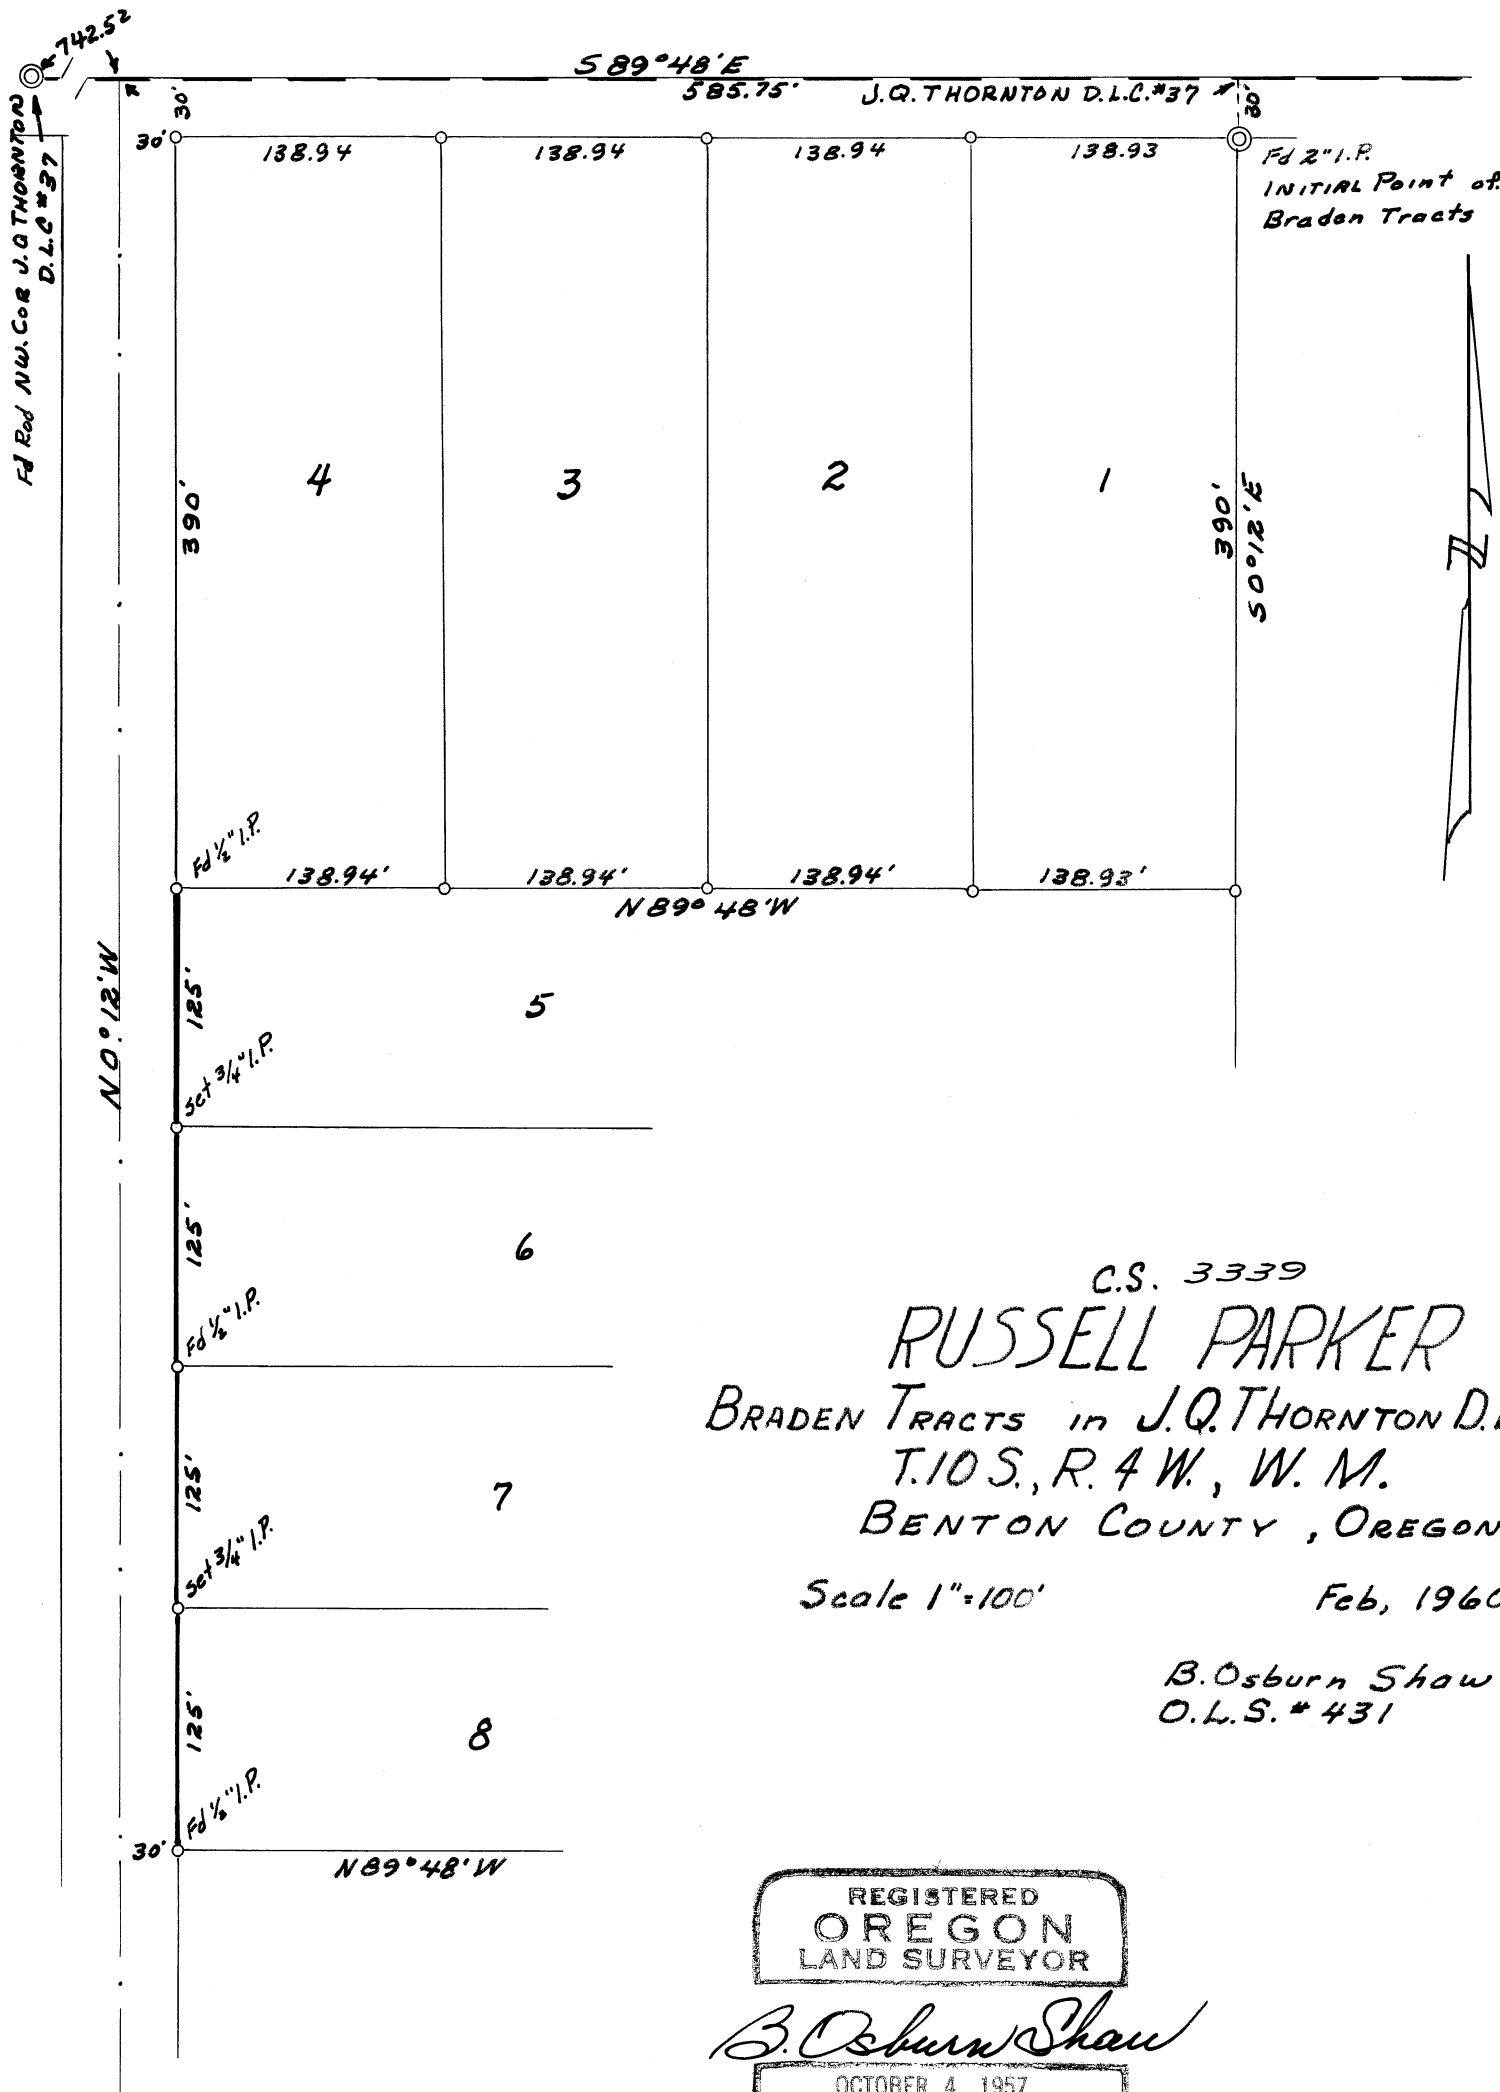 742.52
S 89°48'E
585.75'
J.Q. THORNTON D.L.C. #37
30'
30'
30'
Fd Rod NW. COR J.Q THORNTON
D.L.C #37
138.94
138.94
138.94
138.93
Fd 2" I.P.
INITIAL Point of
Braden Tracts
4
3
2
1
390'
390'
S 0°12'E
N
Fd ½" I.P.
138.94'
138.94'
138.94'
138.93'
N 89° 48'W
N 0°12'W
125'
5
Set 3/4" I.P.
125'
6
Fd ½" I.P.
125'
7
Set 3/4" I.P.
125'
8
Fd ½" I.P.
30'
N 89°48' W
C.S. 3339
RUSSELL PARKER
BRADEN TRACTS in J.Q. THORNTON D.
T.10 S., R. 4 W., W. M.
BENTON COUNTY, OREGON
Scale 1"=100'
Feb, 1960
B. Osburn Shaw
O.L.S. # 431
REGISTERED
OREGON
LAND SURVEYOR
B. Osburn Shaw
OCTOBER 4, 1957